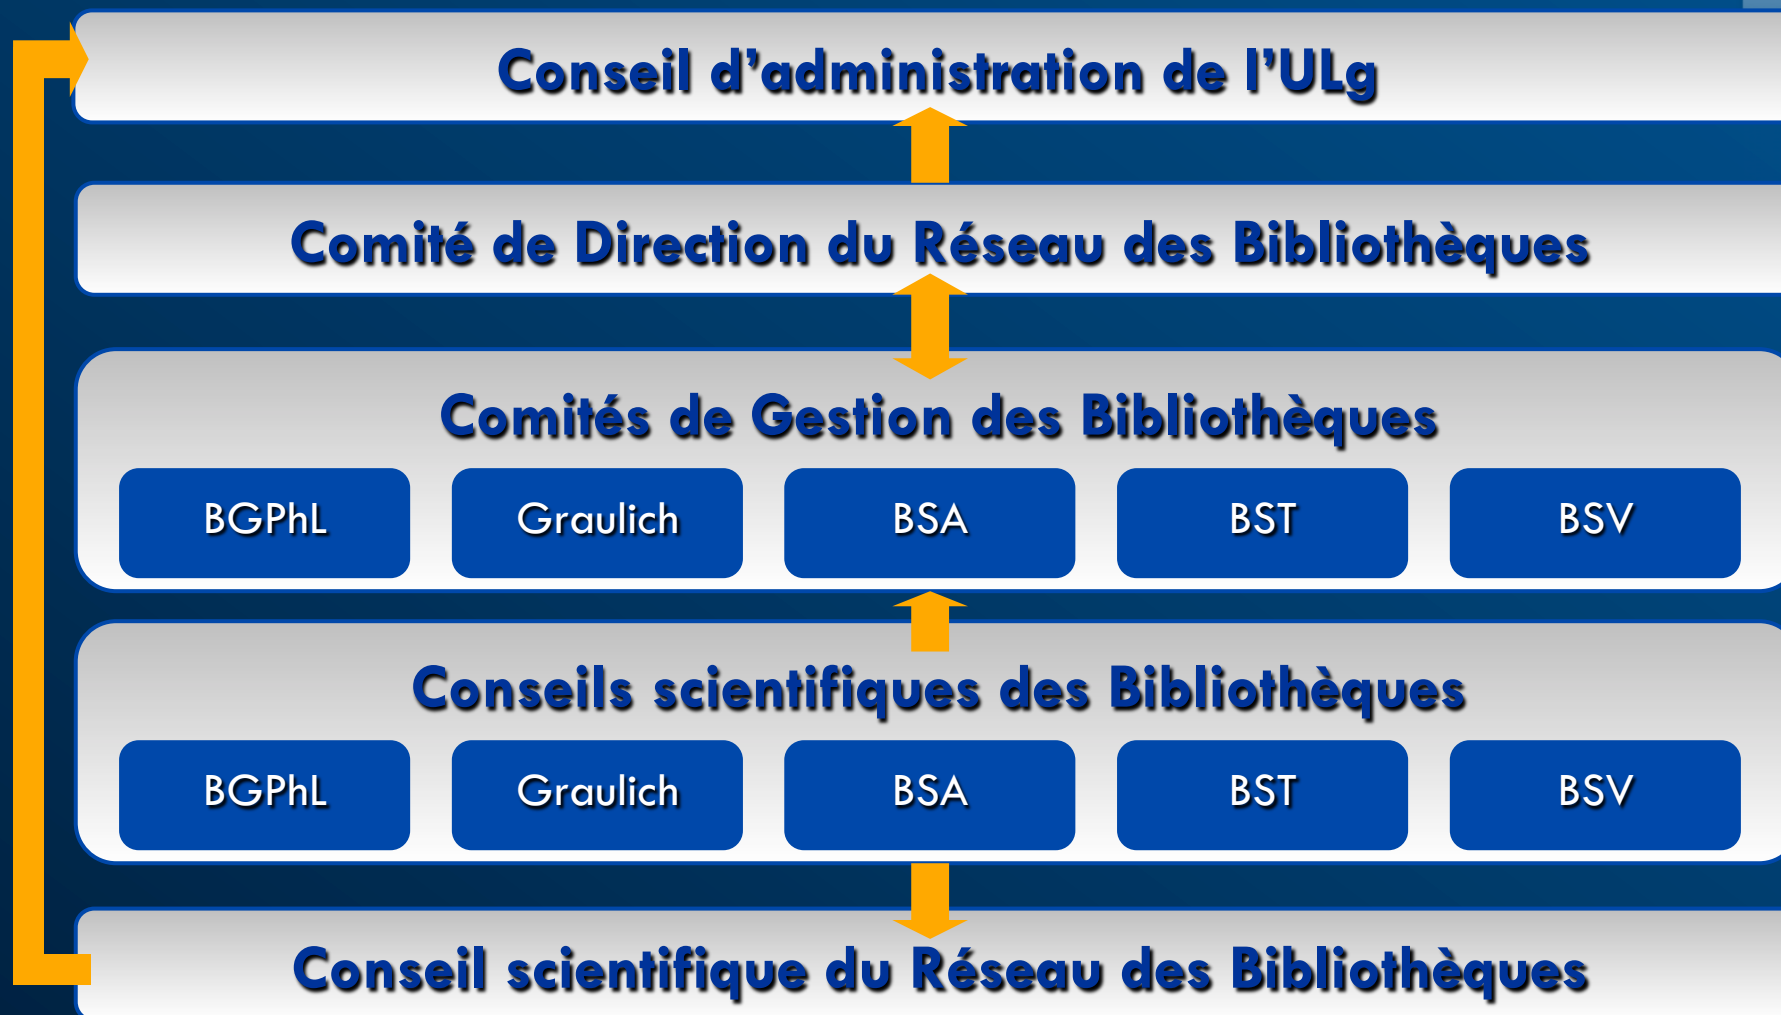 Conseil d’administration de l’ULg
Comité de Direction du Réseau des Bibliothèques
Comités de Gestion des Bibliothèques
BGPhL Graulich BSA BST BSV
Conseils scientifiques des Bibliothèques
BGPhL Graulich BSA BST BSV
Conseil scientifique du Réseau des Bibliothèques